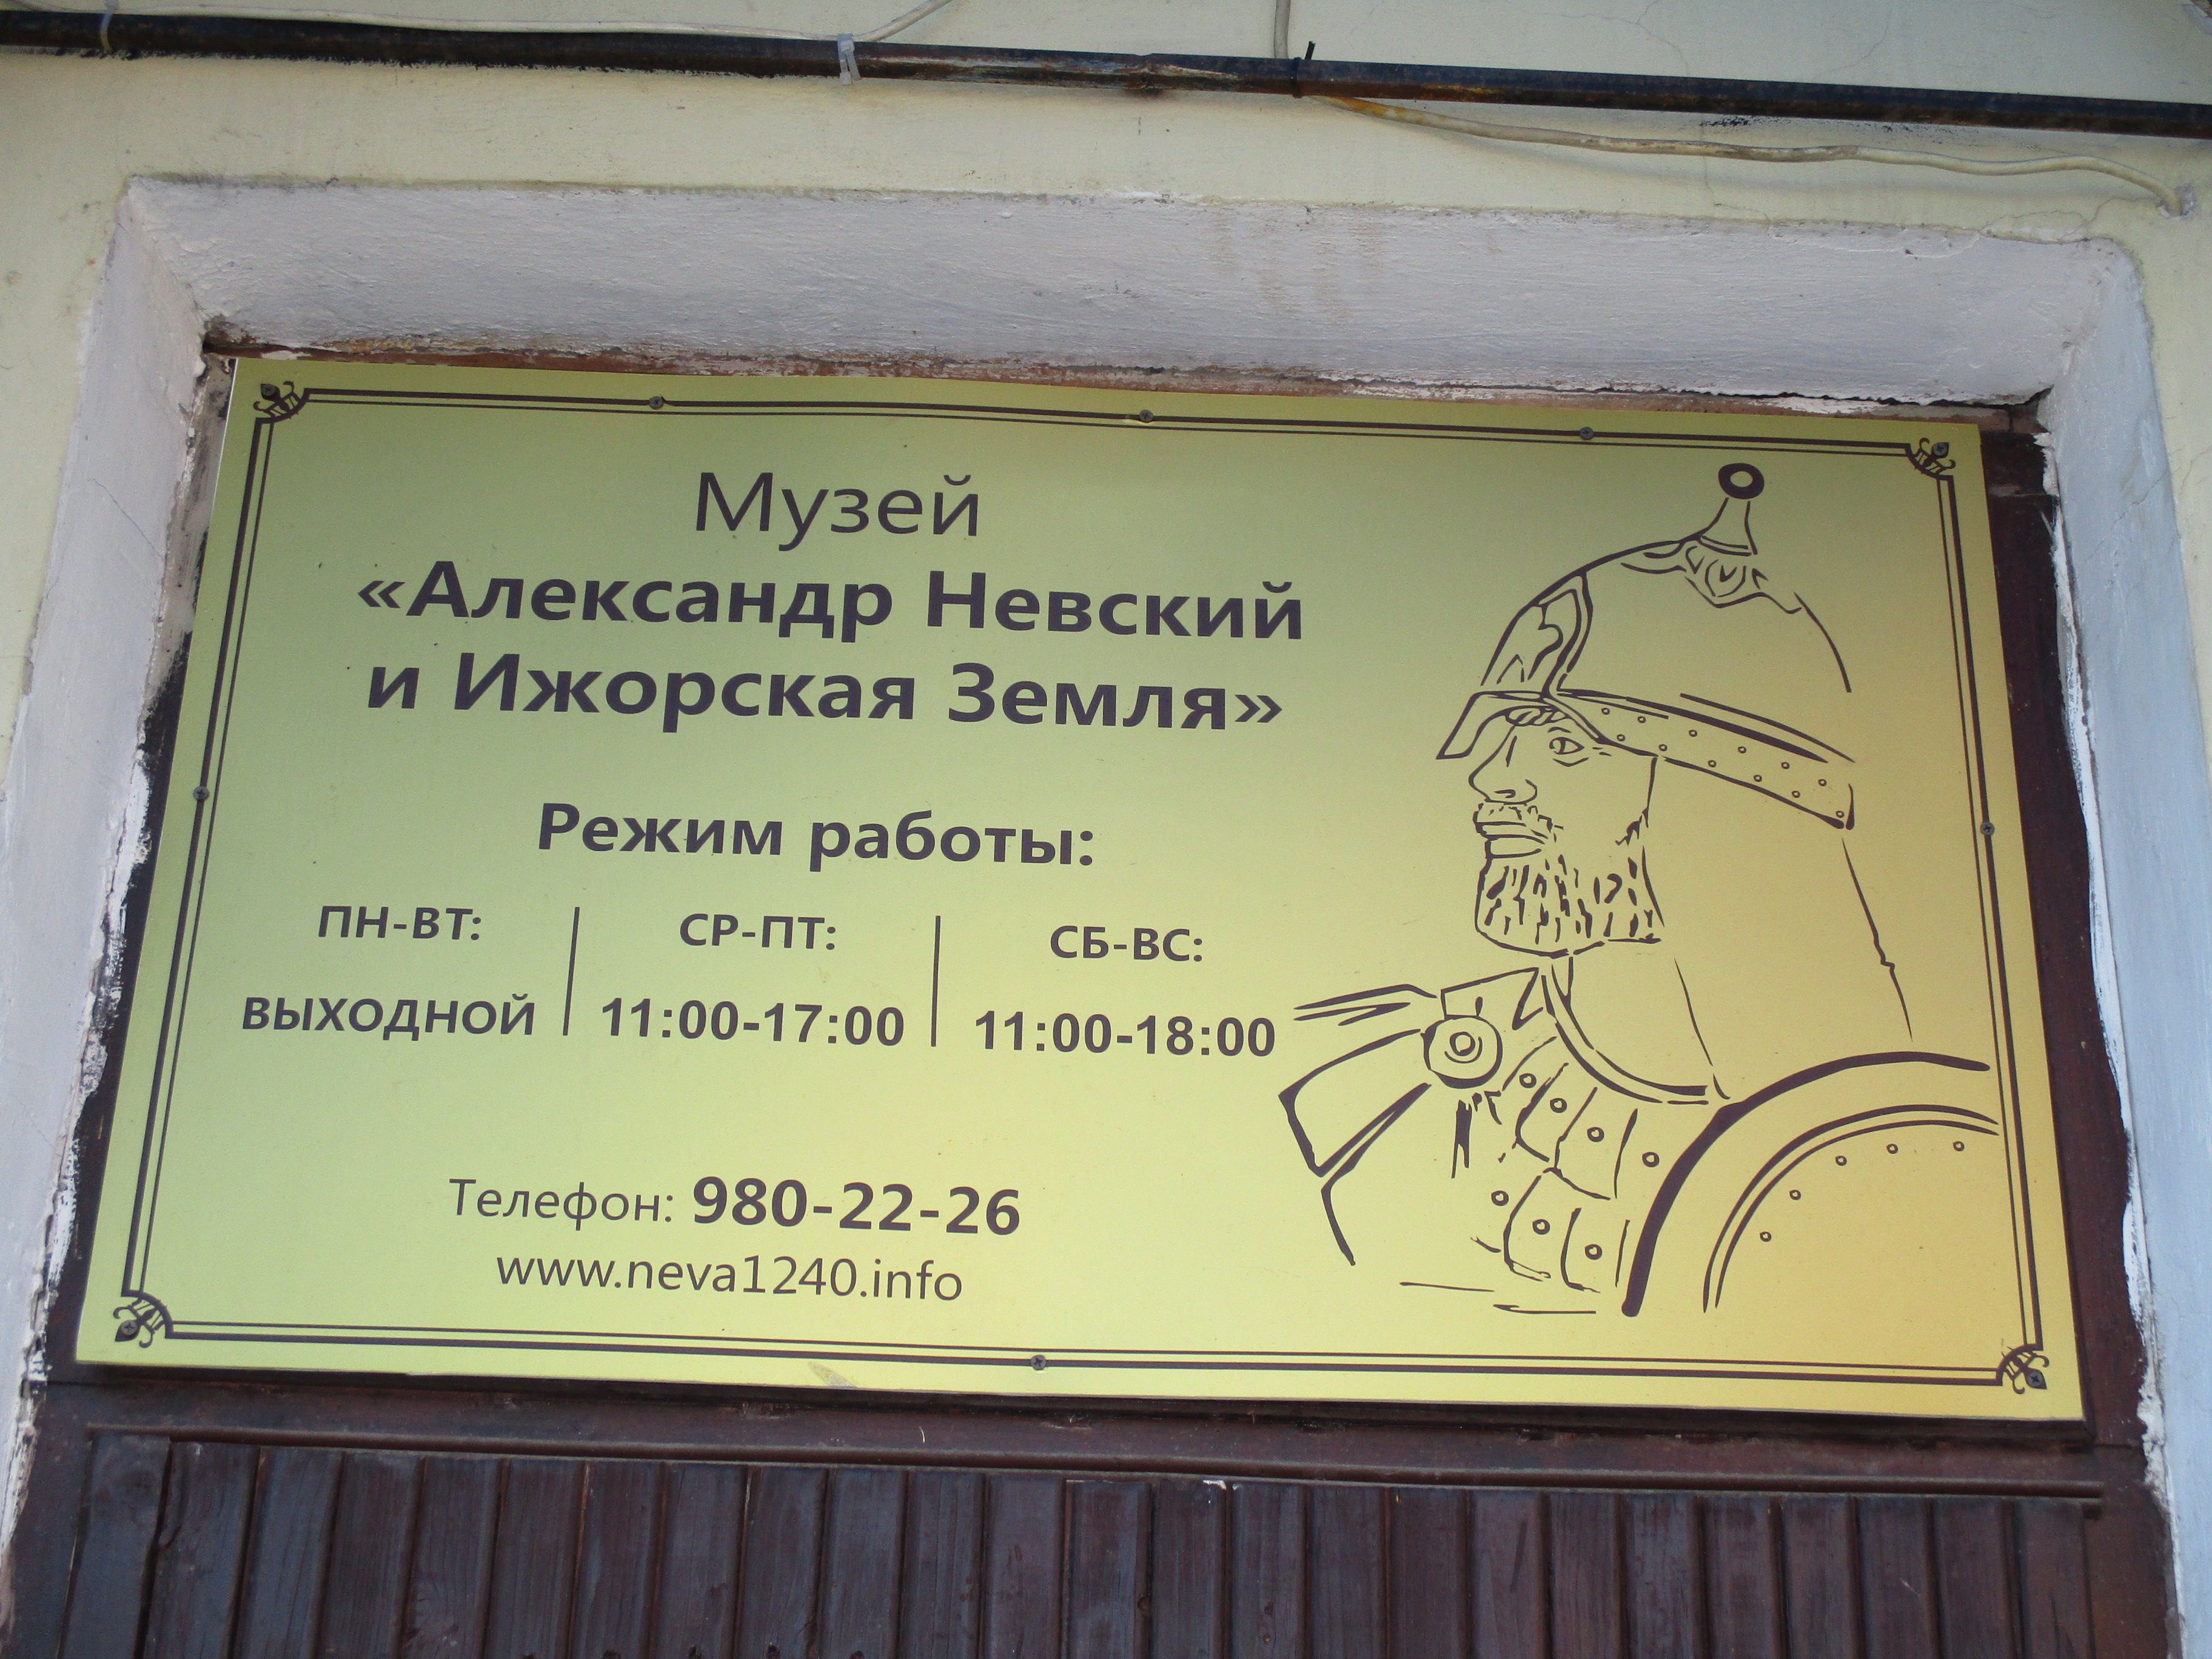 Музей
«Александр Невский
и Ижорская Земля»
Режим работы:
ПН-ВТ: СР-ПТ: СБ-ВС:
ВЫХОДНОЙ 11:00-17:00 11:00-18:00
Телефон: 980-22-26
www.neva1240.info